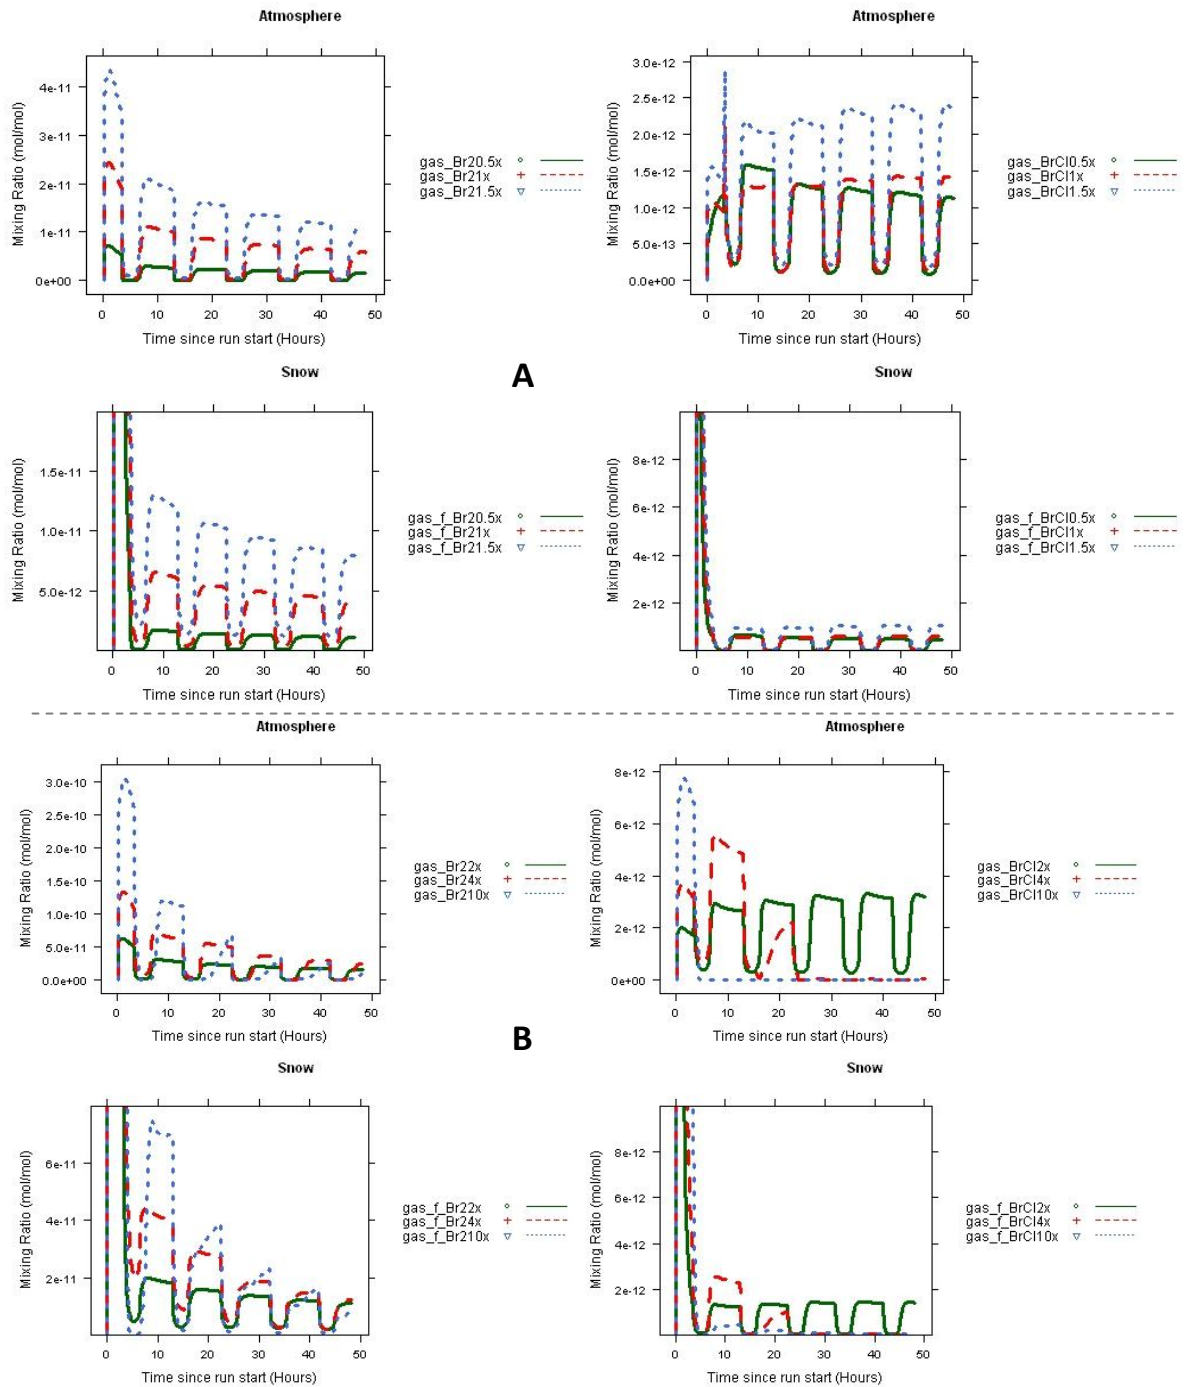 Atmosphere
Mixing Ratio (mol/mol)
4e-11
3e-11
2e-11
1e-11
0e+00
0 10 20 30 40 50
Time since run start (Hours)
gas_Br20.5x
gas_Br21x
gas_Br21.5x
Atmosphere
Mixing Ratio (mol/mol)
3.0e-12
2.5e-12
2.0e-12
1.5e-12
1.0e-12
5.0e-13
0.0e+00
0 10 20 30 40 50
Time since run start (Hours)
gas_BrCl0.5x
gas_BrCl1x
gas_BrCl1.5x
A
Snow
Mixing Ratio (mol/mol)
1.5e-11
1.0e-11
5.0e-12
0 10 20 30 40 50
Time since run start (Hours)
gas_f_Br20.5x
gas_f_Br21x
gas_f_Br21.5x
Snow
Mixing Ratio (mol/mol)
8e-12
6e-12
4e-12
2e-12
0 10 20 30 40 50
Time since run start (Hours)
gas_f_BrCl0.5x
gas_f_BrCl1x
gas_f_BrCl1.5x
Atmosphere
Mixing Ratio (mol/mol)
3.0e-10
2.5e-10
2.0e-10
1.5e-10
1.0e-10
5.0e-11
0.0e+00
0 10 20 30 40 50
Time since run start (Hours)
gas_Br22x
gas_Br24x
gas_Br210x
Atmosphere
Mixing Ratio (mol/mol)
8e-12
6e-12
4e-12
2e-12
0e+00
0 10 20 30 40 50
Time since run start (Hours)
gas_BrCl2x
gas_BrCl4x
gas_BrCl10x
B
Snow
Mixing Ratio (mol/mol)
6e-11
4e-11
2e-11
0 10 20 30 40 50
Time since run start (Hours)
gas_f_Br22x
gas_f_Br24x
gas_f_Br210x
Snow
Mixing Ratio (mol/mol)
8e-12
6e-12
4e-12
2e-12
0 10 20 30 40 50
Time since run start (Hours)
gas_f_BrCl2x
gas_f_BrCl4x
gas_f_BrCl10x